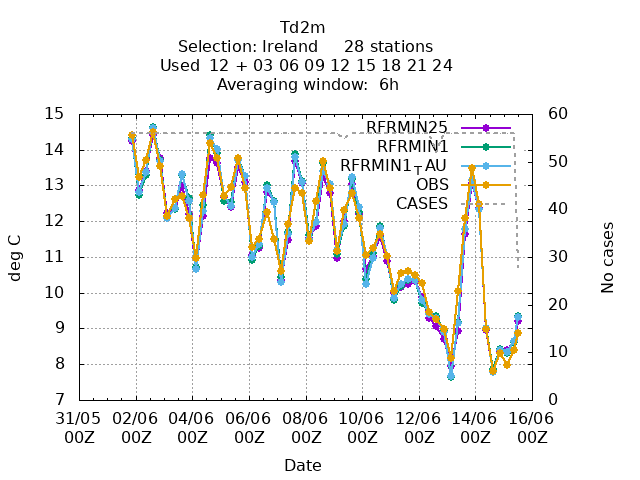 Td2m
Selection: Ireland 28 stations
Used 12 + 03 06 09 12 15 18 21 24
Averaging window: 6h
RFRMIN25
RFRMIN1
RFRMIN1_TAU
OBS
CASES
deg C
15
14
13
12
11
10
9
8
7
No cases
60
50
40
30
20
10
0
31/05 02/06 04/06 06/06 08/06 10/06 12/06 14/06 16/06
00Z 00Z 00Z 00Z 00Z 00Z 00Z 00Z 00Z
Date